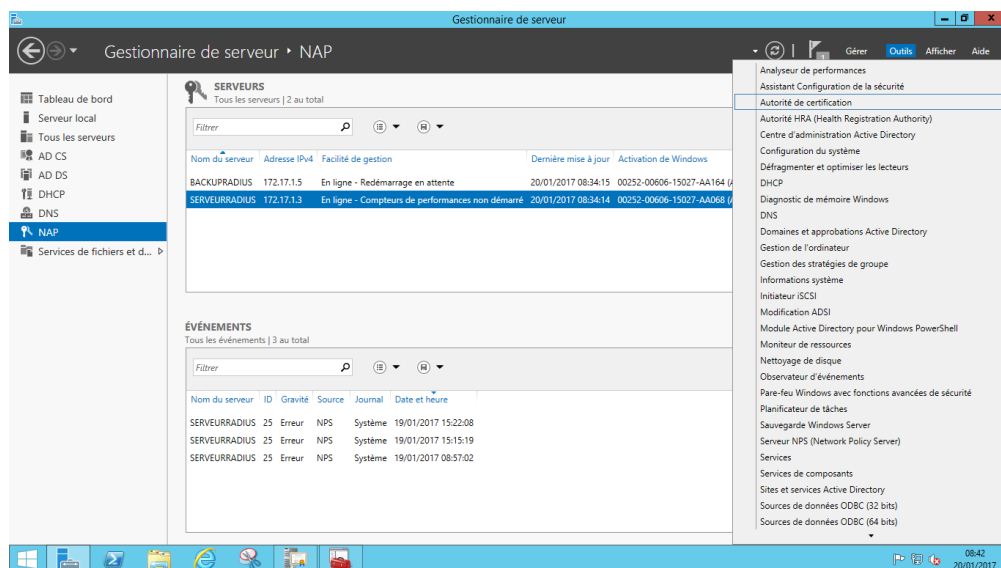 Gestionnaire de serveur
Gestionnaire de serveur ‣ NAP
1
Gérer Outils Afficher Aide
Tableau de bord
Serveur local
Tous les serveurs
AD CS
AD DS
DHCP
DNS
NAP
Services de fichiers et d...
SERVEURS
Tous les serveurs | 2 au total
Filtrer
Nom du serveur Adresse IPv4 Facilité de gestion Dernière mise à jour Activation de Windows
BACKUPRADIUS 172.17.1.5 En ligne - Redémarrage en attente 20/01/2017 08:34:15 00252-00606-15027-AA164 (
SERVEURRADIUS 172.17.1.3 En ligne - Compteurs de performances non démarré 20/01/2017 08:34:14 00252-00606-15027-AA068 (
ÉVÉNEMENTS
Tous les événements | 3 au total
Filtrer
Nom du serveur ID Gravité Source Journal Date et heure
SERVEURRADIUS 25 Erreur NPS Système 19/01/2017 15:22:08
SERVEURRADIUS 25 Erreur NPS Système 19/01/2017 15:15:19
SERVEURRADIUS 25 Erreur NPS Système 19/01/2017 08:57:02
Analyseur de performances
Assistant Configuration de la sécurité
Autorité de certification
Autorité HRA (Health Registration Authority)
Centre d'administration Active Directory
Configuration du système
Défragmenter et optimiser les lecteurs
DHCP
Diagnostic de mémoire Windows
DNS
Domaines et approbations Active Directory
Gestion de l'ordinateur
Gestion des stratégies de groupe
Informations système
Initiateur iSCSI
Modification ADSI
Module Active Directory pour Windows PowerShell
Moniteur de ressources
Nettoyage de disque
Observateur d'événements
Pare-feu Windows avec fonctions avancées de sécurité
Planificateur de tâches
Sauvegarde Windows Server
Serveur NPS (Network Policy Server)
Services
Services de composants
Sites et services Active Directory
Sources de données ODBC (32 bits)
Sources de données ODBC (64 bits)
08:42
20/01/2017